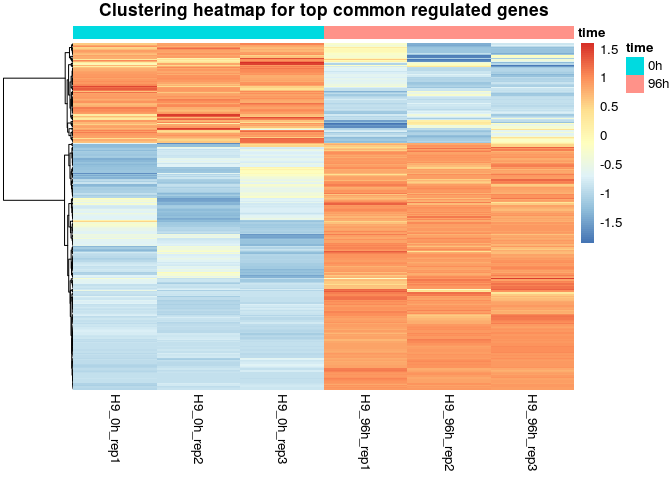 Clustering heatmap for top common regulated genes
time
1.5
1
0.5
0
-0.5
-1
-1.5
time
0h
96h
H9_0h_rep1
H9_0h_rep2
H9_0h_rep3
H9_96h_rep1
H9_96h_rep2
H9_96h_rep3